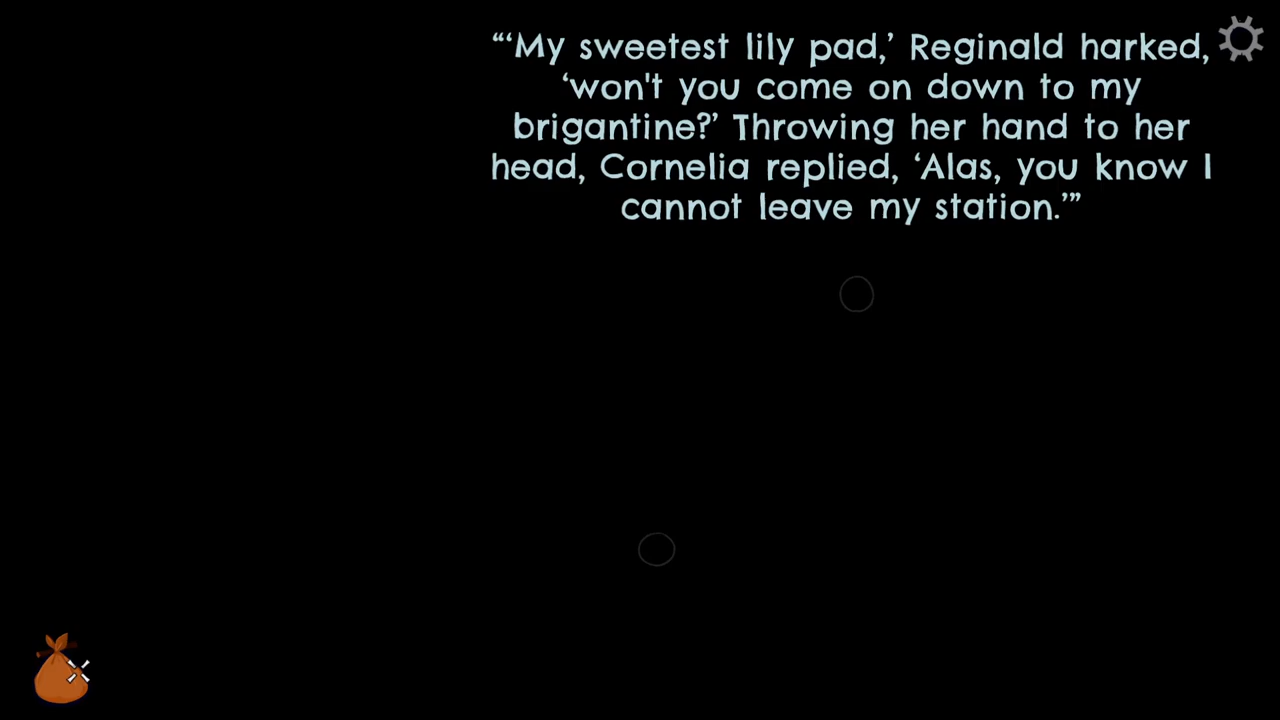 “‘My sweetest lily pad,’ Reginald harked,
‘won't you come on down to my
brigantine?’ Throwing her hand to her
head, Cornelia replied, ‘Alas, you know I
cannot leave my station.’”